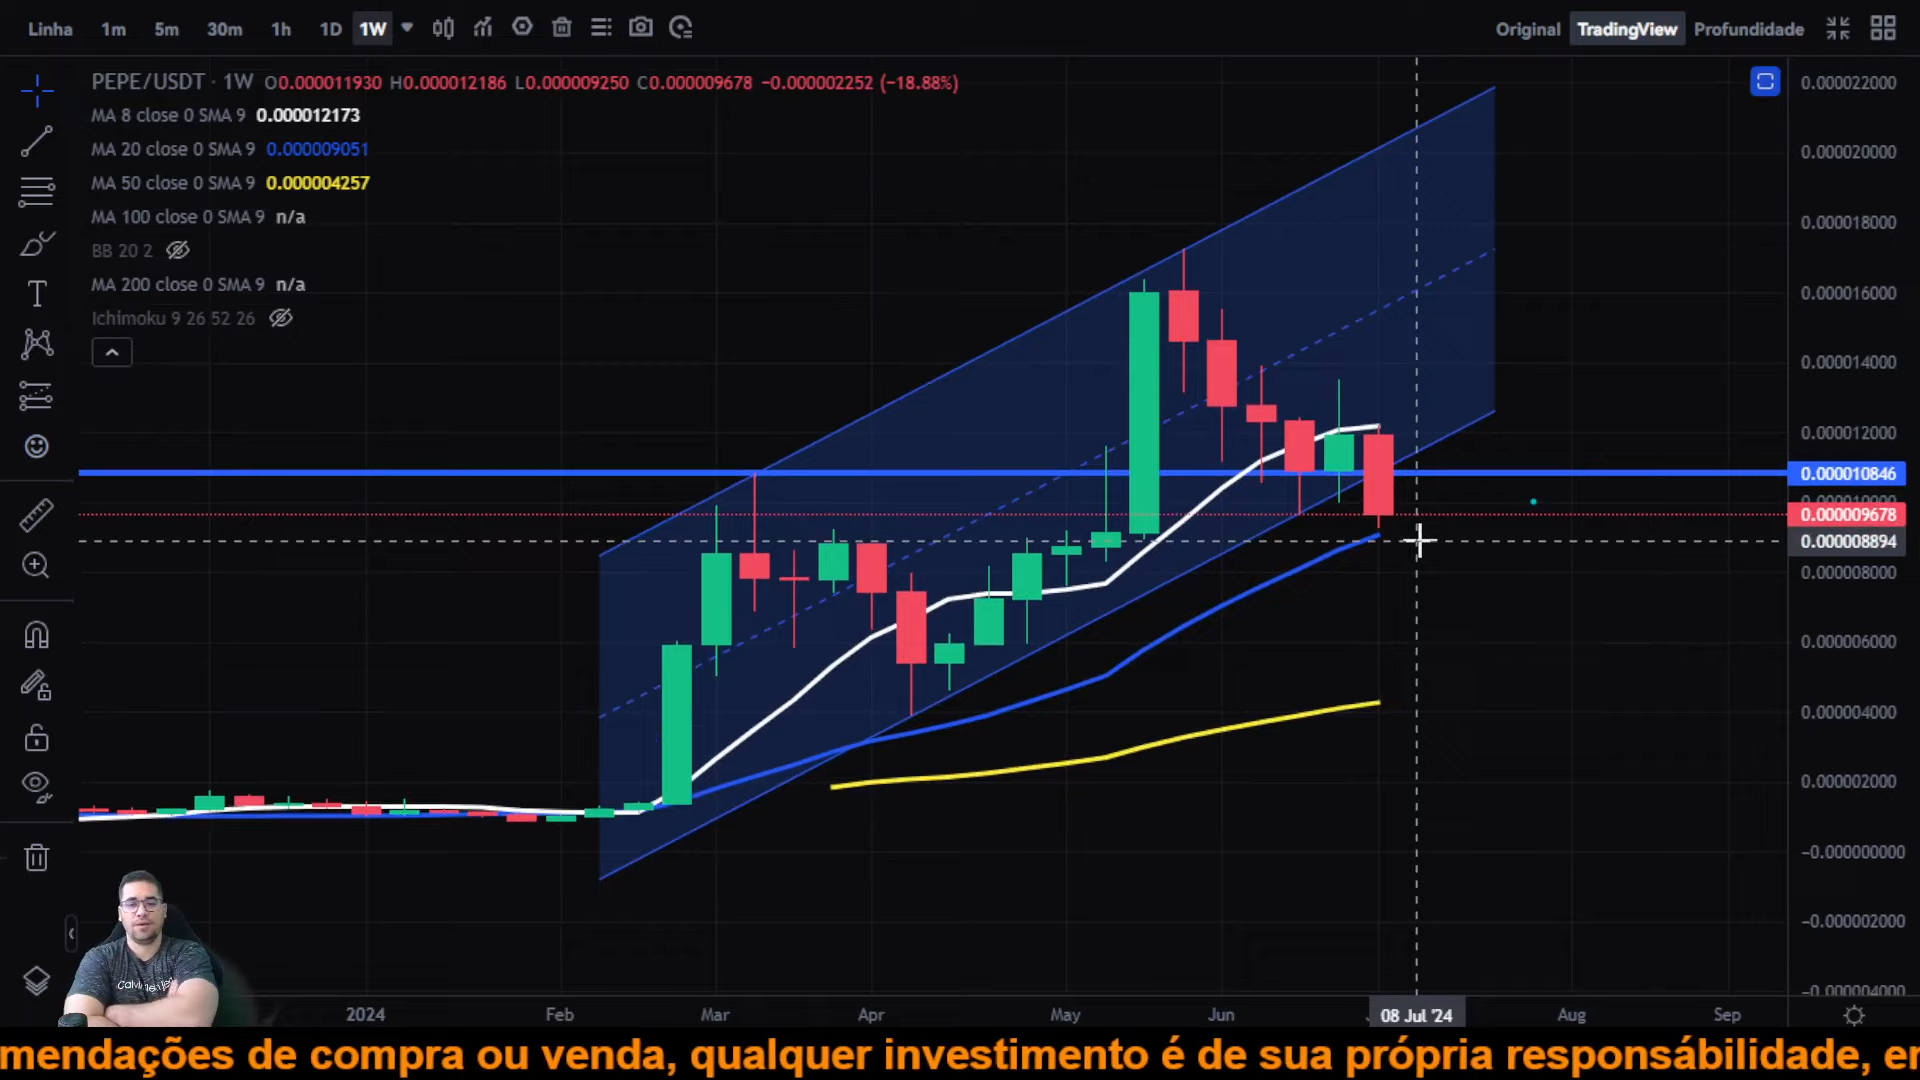 Linha 1m 5m 30m 1h 1D 1W Original TradingView Profundidade
PEPE/USDT · 1W O0.000011930 H0.000012186 L0.000009250 C0.000009678 −0.000002252 (−18.88%)
MA 8 close 0 SMA 9 0.000012173
MA 20 close 0 SMA 9 0.000009051
MA 50 close 0 SMA 9 0.000004257
MA 100 close 0 SMA 9 n/a
BB 20 2
MA 200 close 0 SMA 9 n/a
Ichimoku 9 26 52 26
0.000022000
0.000020000
0.000018000
0.000016000
0.000014000
0.000012000
0.000010846
0.000010000
0.000009678
0.000008894
0.000008000
0.000006000
0.000004000
0.000002000
−0.000000000
−0.000002000
−0.000004000
2024 Feb Mar Apr May Jun 08 Jul '24 Aug Sep
mendações de compra ou venda, qualquer investimento é de sua própria responsábilidade, en